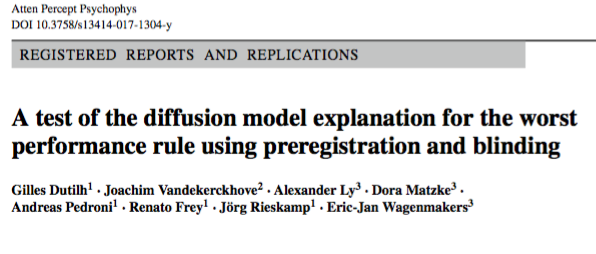 Atten Percept Psychophys
DOI 10.3758/s13414-017-1304-y
REGISTERED REPORTS AND REPLICATIONS
A test of the diffusion model explanation for the worst
performance rule using preregistration and blinding
Gilles Dutilh¹ · Joachim Vandekerckhove² · Alexander Ly³ · Dora Matzke³ ·
Andreas Pedroni¹ · Renato Frey¹ · Jörg Rieskamp¹ · Eric-Jan Wagenmakers³